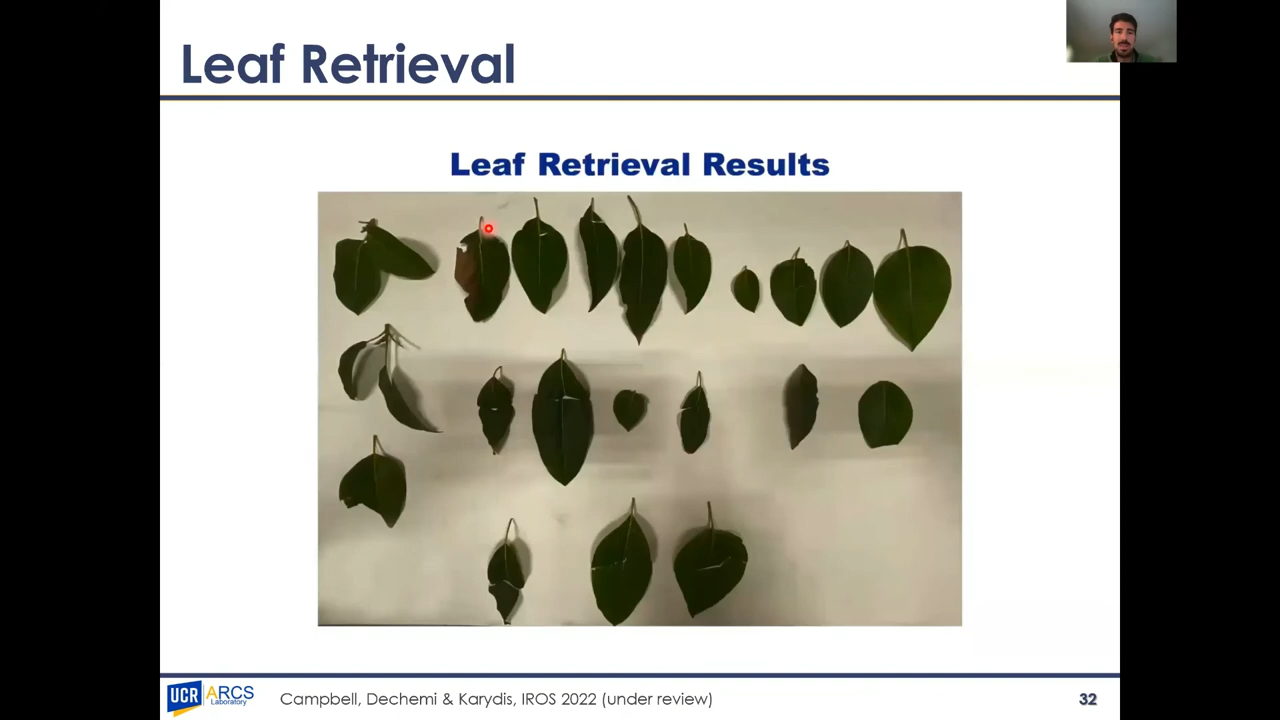 Leaf Retrieval
Leaf Retrieval Results
UCR ARCS
Laboratory
Campbell, Dechemi & Karydis, IROS 2022 (under review)
32